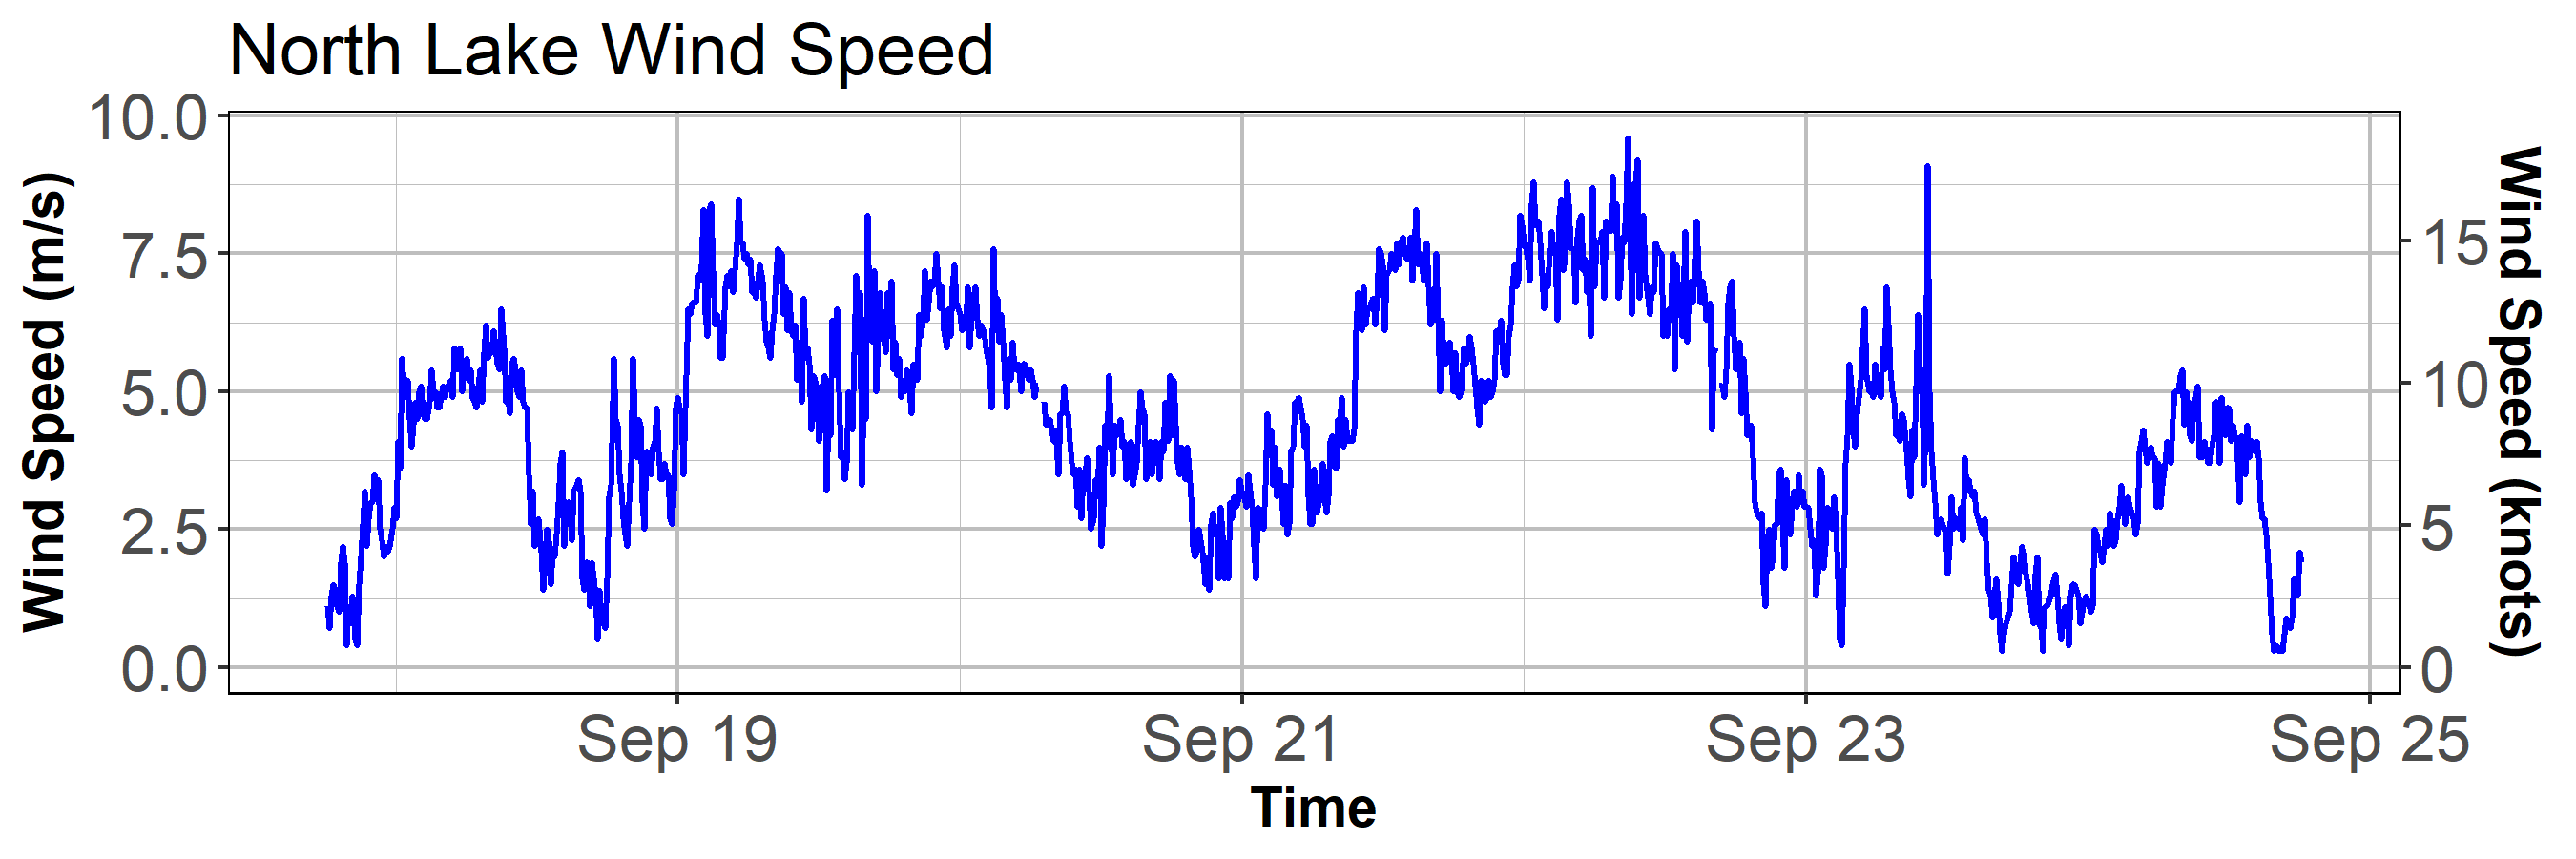 North Lake Wind Speed
Wind Speed (m/s)
10.0
7.5
5.0
2.5
0.0
Wind Speed (knots)
15
10
5
0
Sep 19
Sep 21
Sep 23
Sep 25
Time